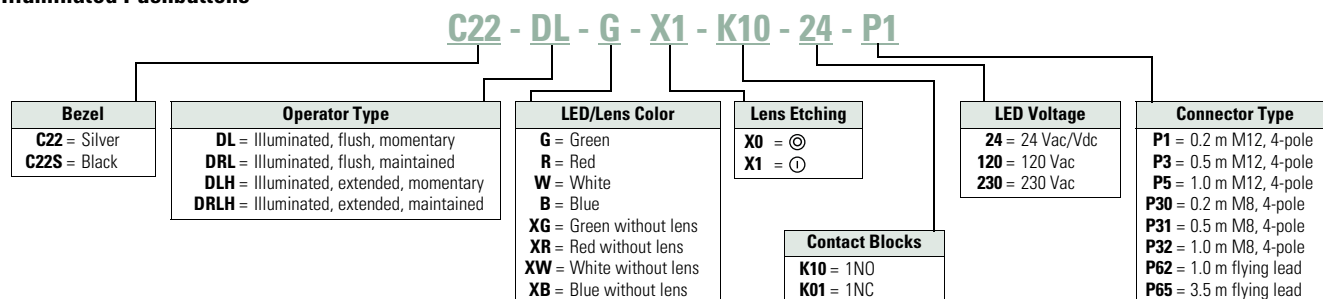 Illuminated Pushbuttons
C22 - DL - G - X1 - K10 - 24 - P1
Bezel
C22 = Silver
C22S = Black
Operator Type
DL = Illuminated, flush, momentary
DRL = Illuminated, flush, maintained
DLH = Illuminated, extended, momentary
DRLH = Illuminated, extended, maintained
LED/Lens Color
G = Green
R = Red
W = White
B = Blue
XG = Green without lens
XR = Red without lens
XW = White without lens
XB = Blue without lens
Lens Etching
X0 =
X1 =
Contact Blocks
K10 = 1NO
K01 = 1NC
LED Voltage
24 = 24 Vac/Vdc
120 = 120 Vac
230 = 230 Vac
Connector Type
P1 = 0.2 m M12, 4-pole
P3 = 0.5 m M12, 4-pole
P5 = 1.0 m M12, 4-pole
P30 = 0.2 m M8, 4-pole
P31 = 0.5 m M8, 4-pole
P32 = 1.0 m M8, 4-pole
P62 = 1.0 m flying lead
P65 = 3.5 m flying lead